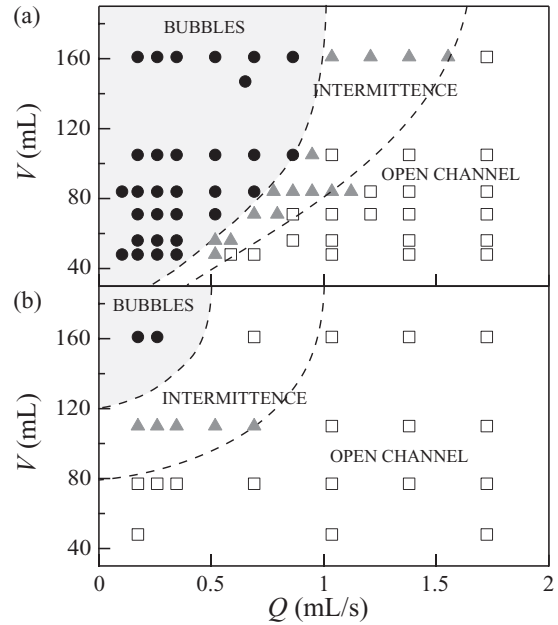 (a)
BUBBLES
160
INTERMITTENCE
V (mL)
120
OPEN CHANNEL
80
40
(b)
BUBBLES
160
INTERMITTENCE
V (mL)
120
OPEN CHANNEL
80
40
0 0.5 1 1.5 2
Q (mL/s)